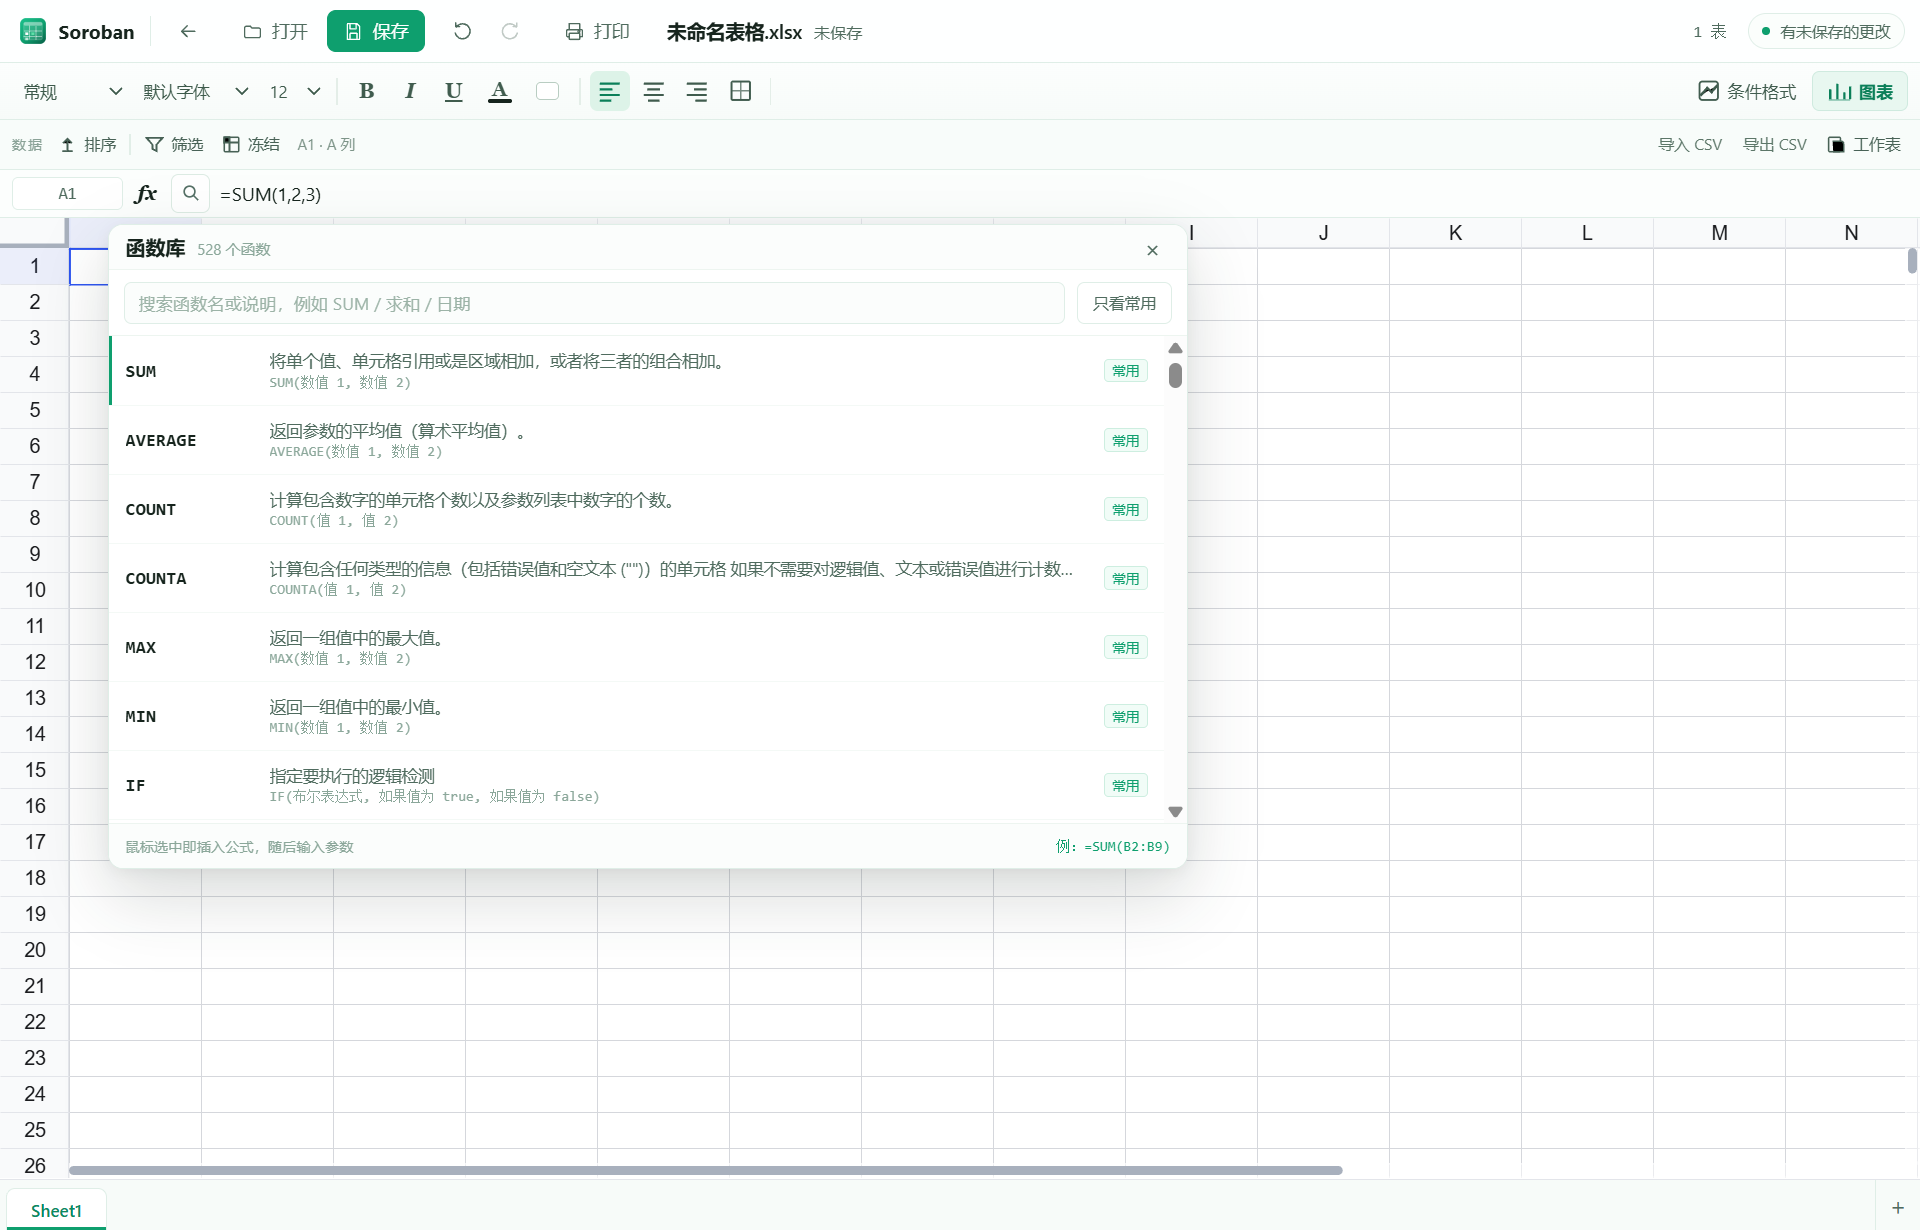 Soroban
打开
保存
打印
未命名表格.xlsx 未保存
1 表
有未保存的更改
常规
默认字体
12
B I U A
条件格式
图表
数据
排序
筛选
冻结
A1 · A 列
导入 CSV
导出 CSV
工作表
A1
fx
=SUM(1,2,3)
I J K L M N
函数库 528 个函数
×
搜索函数名或说明，例如 SUM / 求和 / 日期
只看常用
SUM
将单个值、单元格引用或是区域相加，或者将三者的组合相加。
SUM(数值 1, 数值 2)
常用
AVERAGE
返回参数的平均值（算术平均值）。
AVERAGE(数值 1, 数值 2)
常用
COUNT
计算包含数字的单元格个数以及参数列表中数字的个数。
COUNT(值 1, 值 2)
常用
COUNTA
计算包含任何类型的信息（包括错误值和空文本 ("")）的单元格 如果不需要对逻辑值、文本或错误值进行计数...
COUNTA(值 1, 值 2)
常用
MAX
返回一组值中的最大值。
MAX(数值 1, 数值 2)
常用
MIN
返回一组值中的最小值。
MIN(数值 1, 数值 2)
常用
IF
指定要执行的逻辑检测
IF(布尔表达式, 如果值为 true, 如果值为 false)
常用
鼠标选中即插入公式，随后输入参数
例：=SUM(B2:B9)
1
2
3
4
5
6
7
8
9
10
11
12
13
14
15
16
17
18
19
20
21
22
23
24
25
26
Sheet1
+